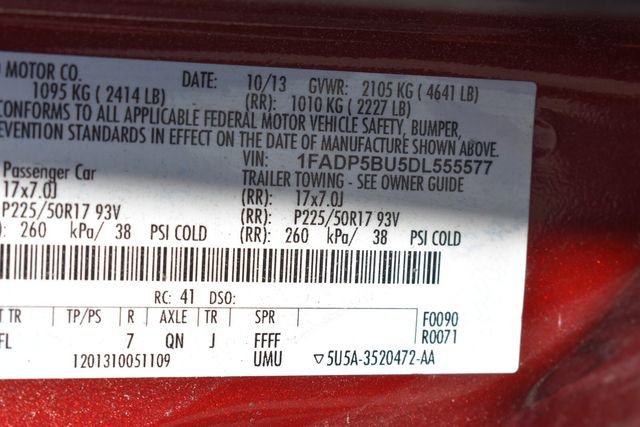 MOTOR CO. DATE: 10/13 GVWR: 2105 KG ( 4641 LB)
1095 KG ( 2414 LB) (RR): 1010 KG ( 2227 LB)
CONFORMS TO ALL APPLICABLE FEDERAL MOTOR VEHICLE SAFETY, BUMPER,
EVENTION STANDARDS IN EFFECT ON THE DATE OF MANUFACTURE SHOWN ABOVE.
VIN: 1FADP5BU5DL555577
Passenger Car TRAILER TOWING - SEE OWNER GUIDE
17x7.0J (RR): 17x7.0J
P225/50R17 93V (RR): P225/50R17 93V
: 260 kPa/ 38 PSI COLD (RR): 260 kPa/ 38 PSI COLD
RC: 41 DSO:
T TR TP/PS R AXLE TR SPR F0090
FL 7 QN J FFFF R0071
1201310051109 UMU ▽5U5A-3520472-AA